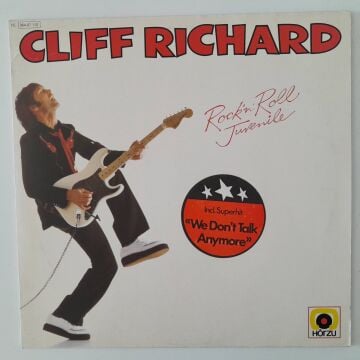 CLIFF RICHARD
Rock'n'Roll
Juvenile
Incl. Superhit
«We Don't Talk
Anymore»
HÖRZU